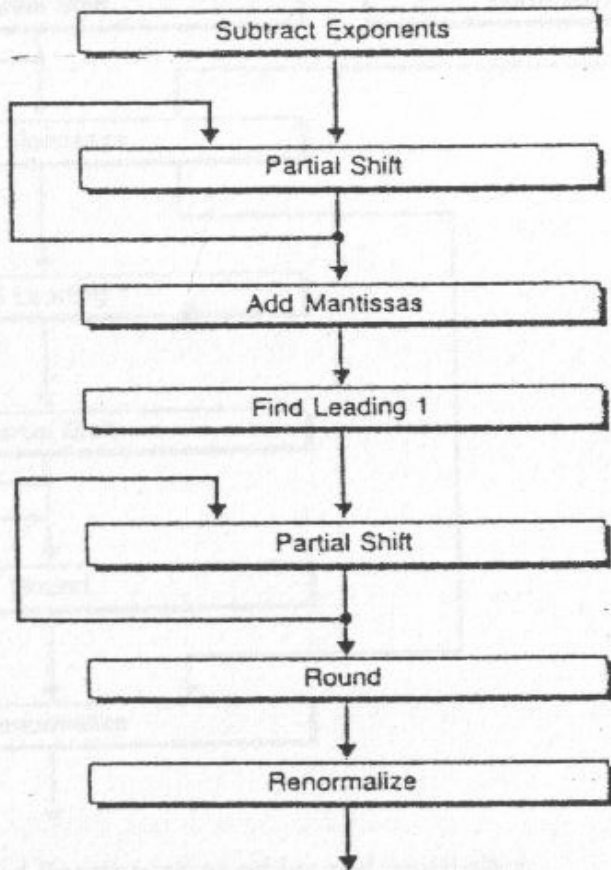 Subtract Exponents
Partial Shift
Add Mantissas
Find Leading 1
Partial Shift
Round
Renormalize